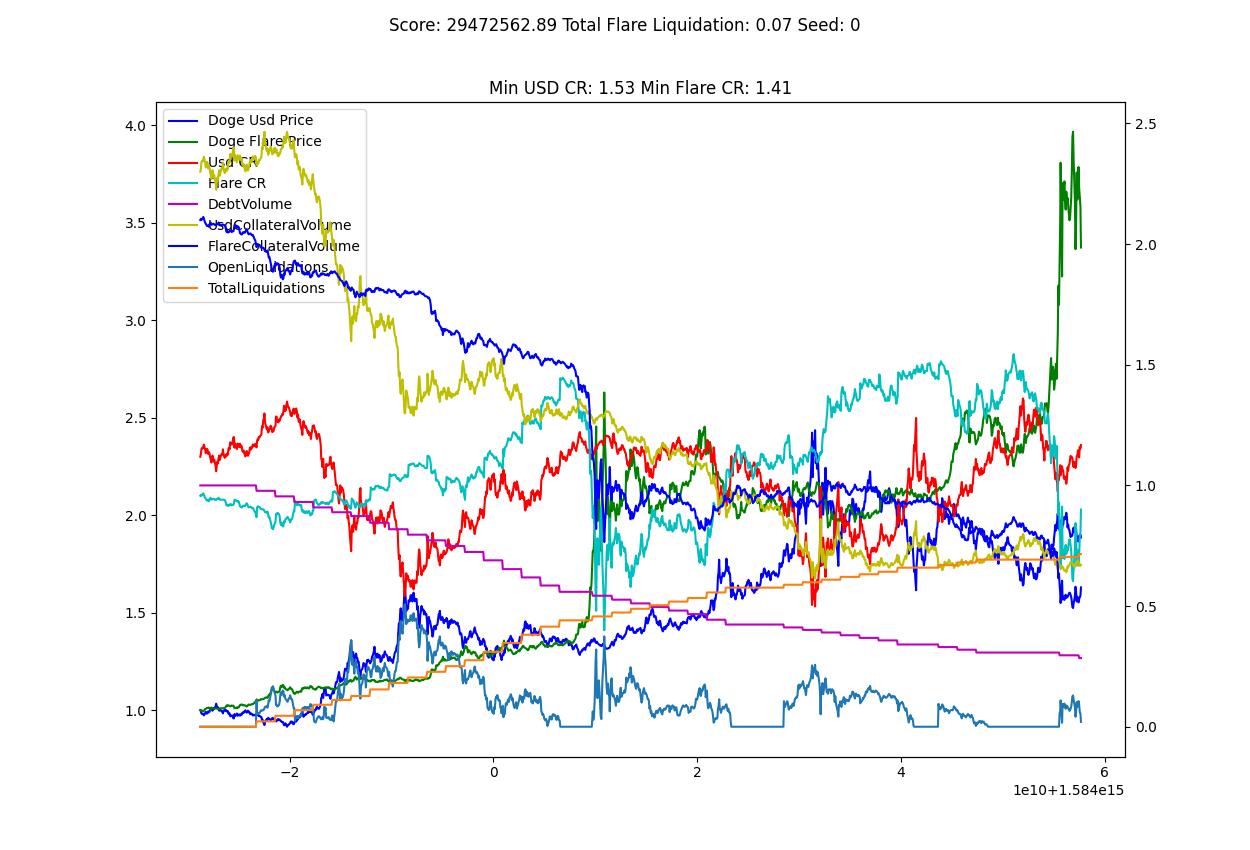 Score: 29472562.89 Total Flare Liquidation: 0.07 Seed: 0
Min USD CR: 1.53 Min Flare CR: 1.41
Doge Usd Price
Doge Flare Price
Usd CR
Flare CR
DebtVolume
UsdCollateralVolume
FlareCollateralVolume
OpenLiquidations
TotalLiquidations
4.0
3.5
3.0
2.5
2.0
1.5
1.0
2.5
2.0
1.5
1.0
0.5
0.0
−2
0
2
4
6
1e10+1.584e15